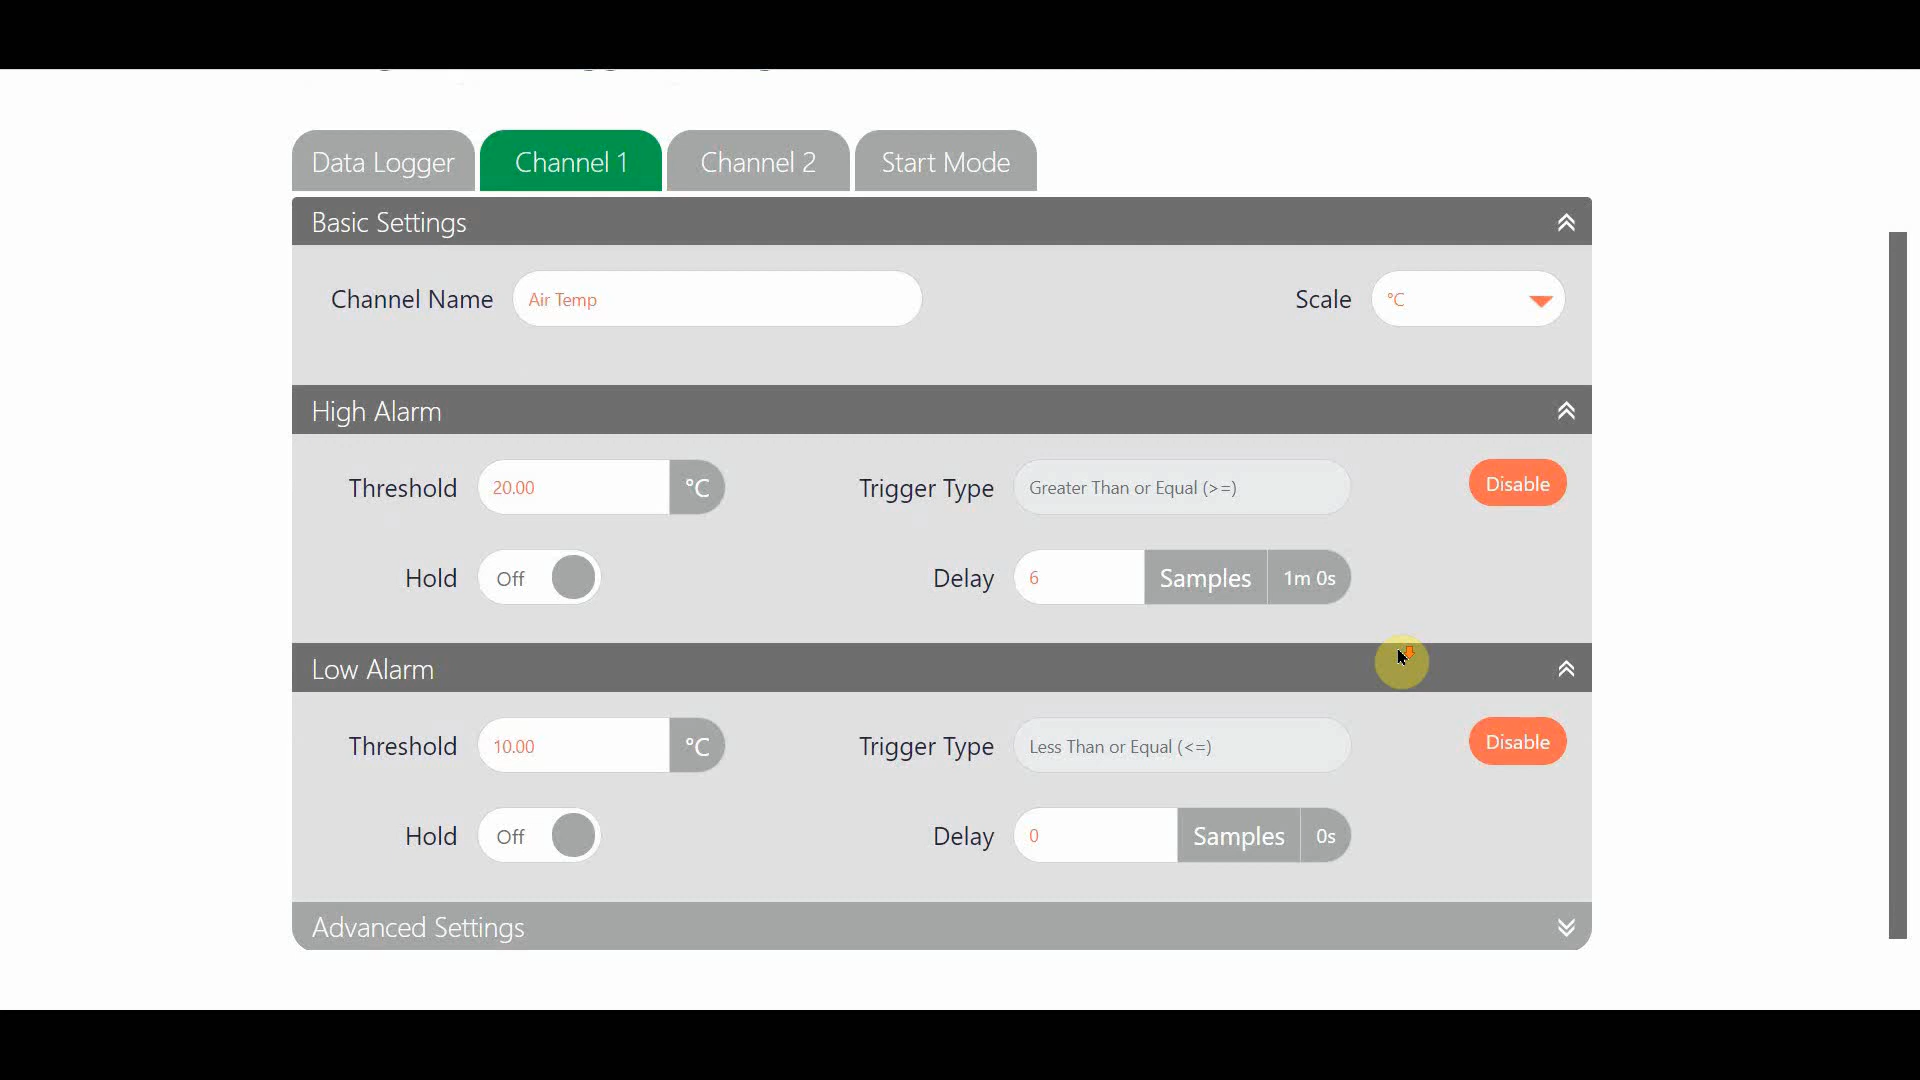 Data Logger Channel 1 Channel 2 Start Mode
Basic Settings
Channel Name Air Temp Scale °C
High Alarm
Threshold 20.00 °C Trigger Type Greater Than or Equal (>=) Disable
Hold Off Delay 6 Samples 1m 0s
Low Alarm
Threshold 10.00 °C Trigger Type Less Than or Equal (<=) Disable
Hold Off Delay 0 Samples 0s
Advanced Settings